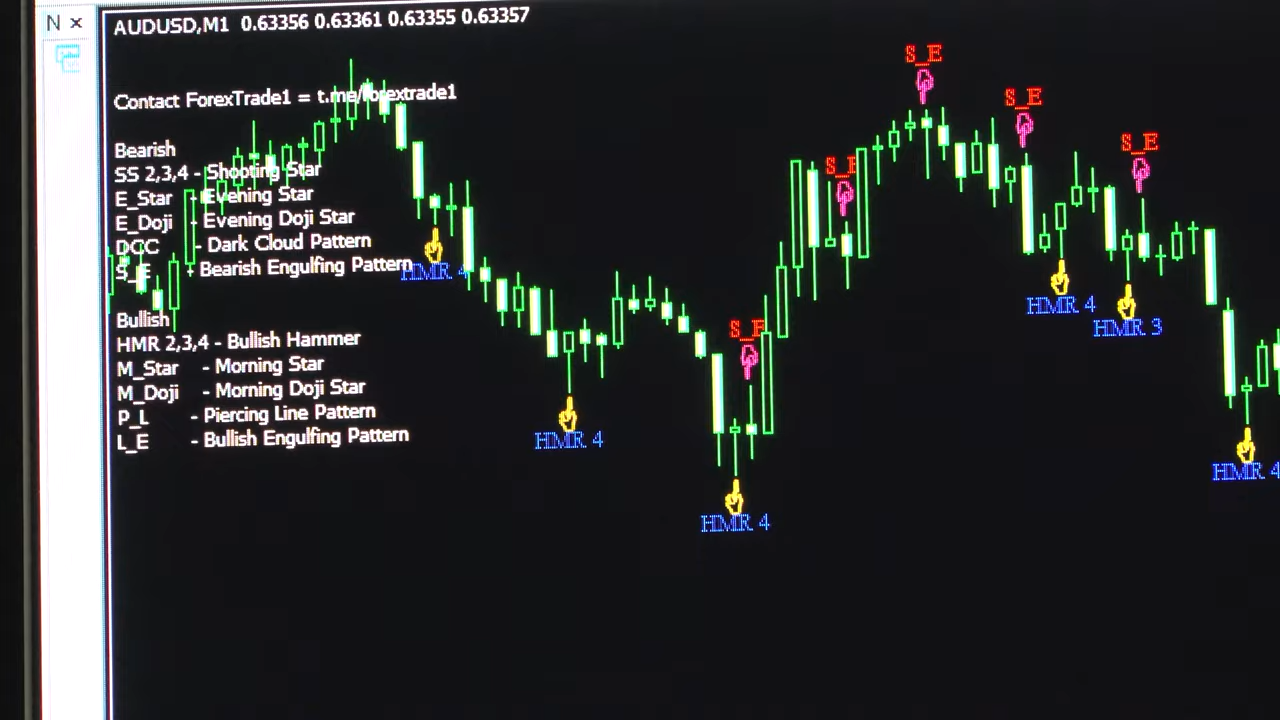 N ×
AUDUSD,M1 0.63356 0.63361 0.63355 0.63357
Contact ForexTrade1 = t.me/forextrade1
Bearish
SS 2,3,4 - Shooting Star
E_Star - Evening Star
E_Doji - Evening Doji Star
DCC - Dark Cloud Pattern
S_E - Bearish Engulfing Pattern
Bullish
HMR 2,3,4 - Bullish Hammer
M_Star - Morning Star
M_Doji - Morning Doji Star
P_L - Piercing Line Pattern
L_E - Bullish Engulfing Pattern
HMR 4
HMR 4
S_E
HMR 4
S_E
S_E
S_E
HMR 4
S_E
HMR 3
HMR 4